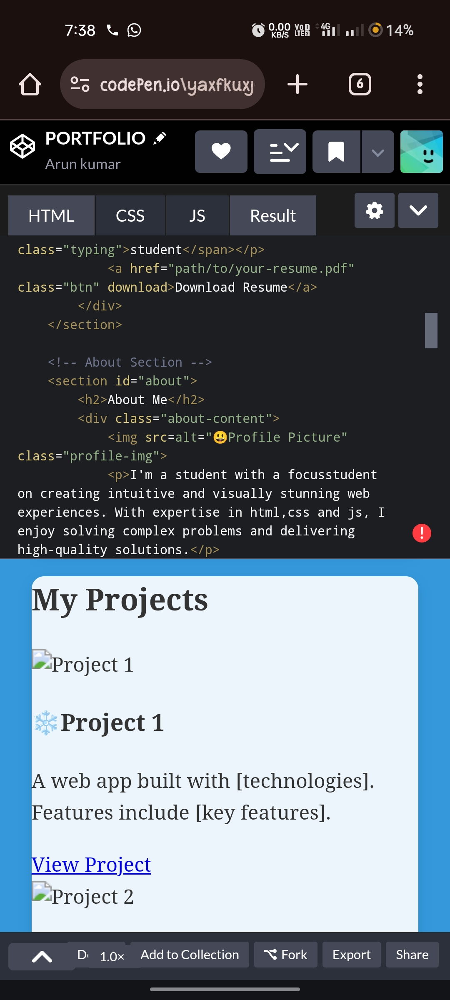 7:38 0.00 KB/S Vo 1 LTE 2 4G 14%
codePen.io\yaxfkuxj 6
PORTFOLIO
Arun kumar
HTML CSS JS Result
class="typing">student</span></p>
<a href="path/to/your-resume.pdf"
class="btn" download>Download Resume</a>
</div>
</section>
<!-- About Section -->
<section id="about">
<h2>About Me</h2>
<div class="about-content">
<img src=alt="😃Profile Picture"
class="profile-img">
<p>I'm a student with a focusstudent
on creating intuitive and visually stunning web
experiences. With expertise in html,css and js, I
enjoy solving complex problems and delivering
high-quality solutions.</p>
My Projects
Project 1
❄️Project 1
A web app built with [technologies].
Features include [key features].
View Project
Project 2
1.0× Add to Collection Fork Export Share